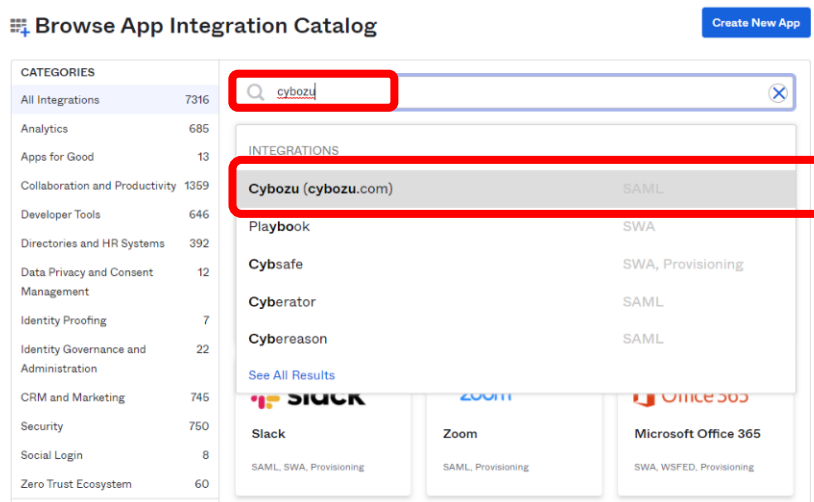 Browse App Integration Catalog
Create New App
CATEGORIES
All Integrations 7316
Analytics 685
Apps for Good 13
Collaboration and Productivity 1359
Developer Tools 646
Directories and HR Systems 392
Data Privacy and Consent 12
Management
Identity Proofing 7
Identity Governance and 22
Administration
CRM and Marketing 745
Security 750
Social Login 8
Zero Trust Ecosystem 60
cybozu
INTEGRATIONS
Cybozu (cybozu.com) SAML
Playbook SWA
Cybsafe SWA, Provisioning
Cyberator SAML
Cybereason SAML
See All Results
slack
zoom
Office 365
Slack
Zoom
Microsoft Office 365
SAML, SWA, Provisioning
SAML, Provisioning
SWA, WSFED, Provisioning